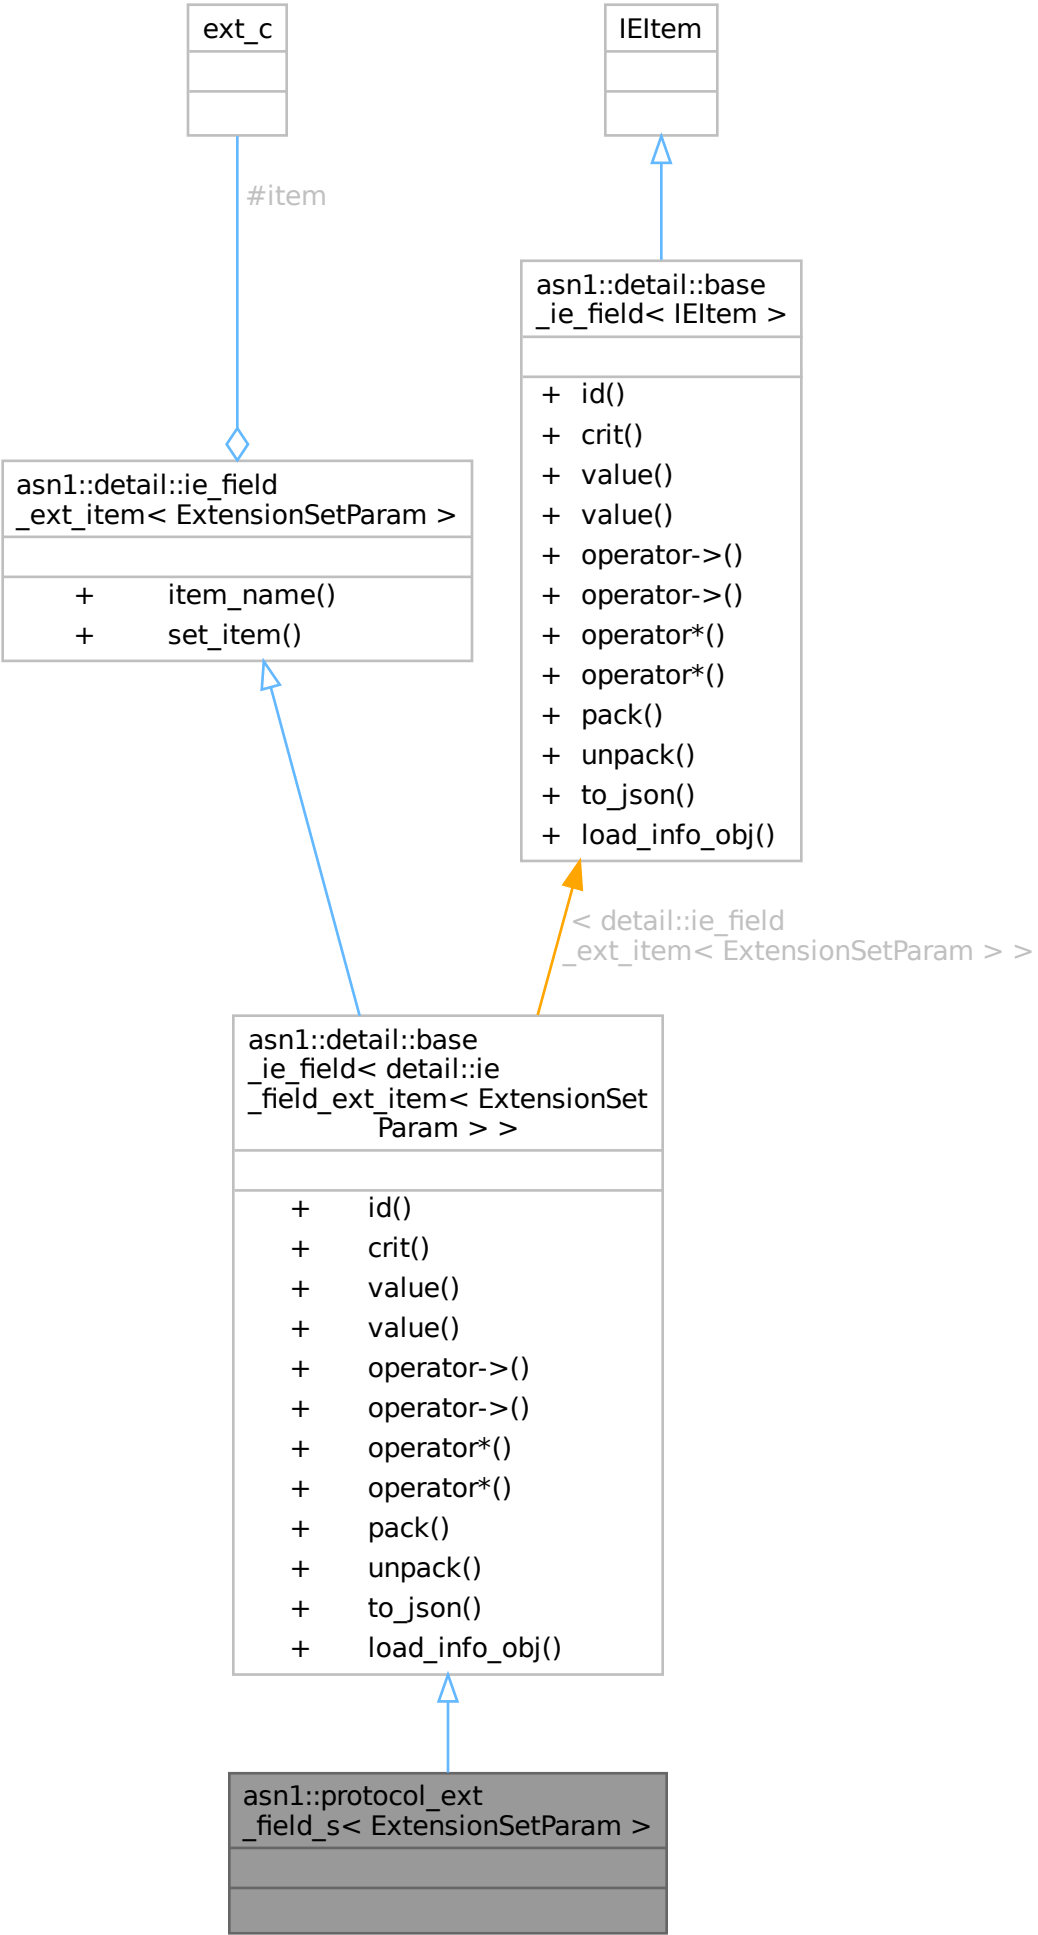 ext_c
IEItem
#item
asn1::detail::base
_ie_field< IEItem >
+ id()
+ crit()
+ value()
+ value()
+ operator->()
+ operator->()
+ operator*()
+ operator*()
+ pack()
+ unpack()
+ to_json()
+ load_info_obj()
asn1::detail::ie_field
_ext_item< ExtensionSetParam >
+ item_name()
+ set_item()
< detail::ie_field
_ext_item< ExtensionSetParam > >
asn1::detail::base
_ie_field< detail::ie
_field_ext_item< ExtensionSet
Param > >
+ id()
+ crit()
+ value()
+ value()
+ operator->()
+ operator->()
+ operator*()
+ operator*()
+ pack()
+ unpack()
+ to_json()
+ load_info_obj()
asn1::protocol_ext
_field_s< ExtensionSetParam >